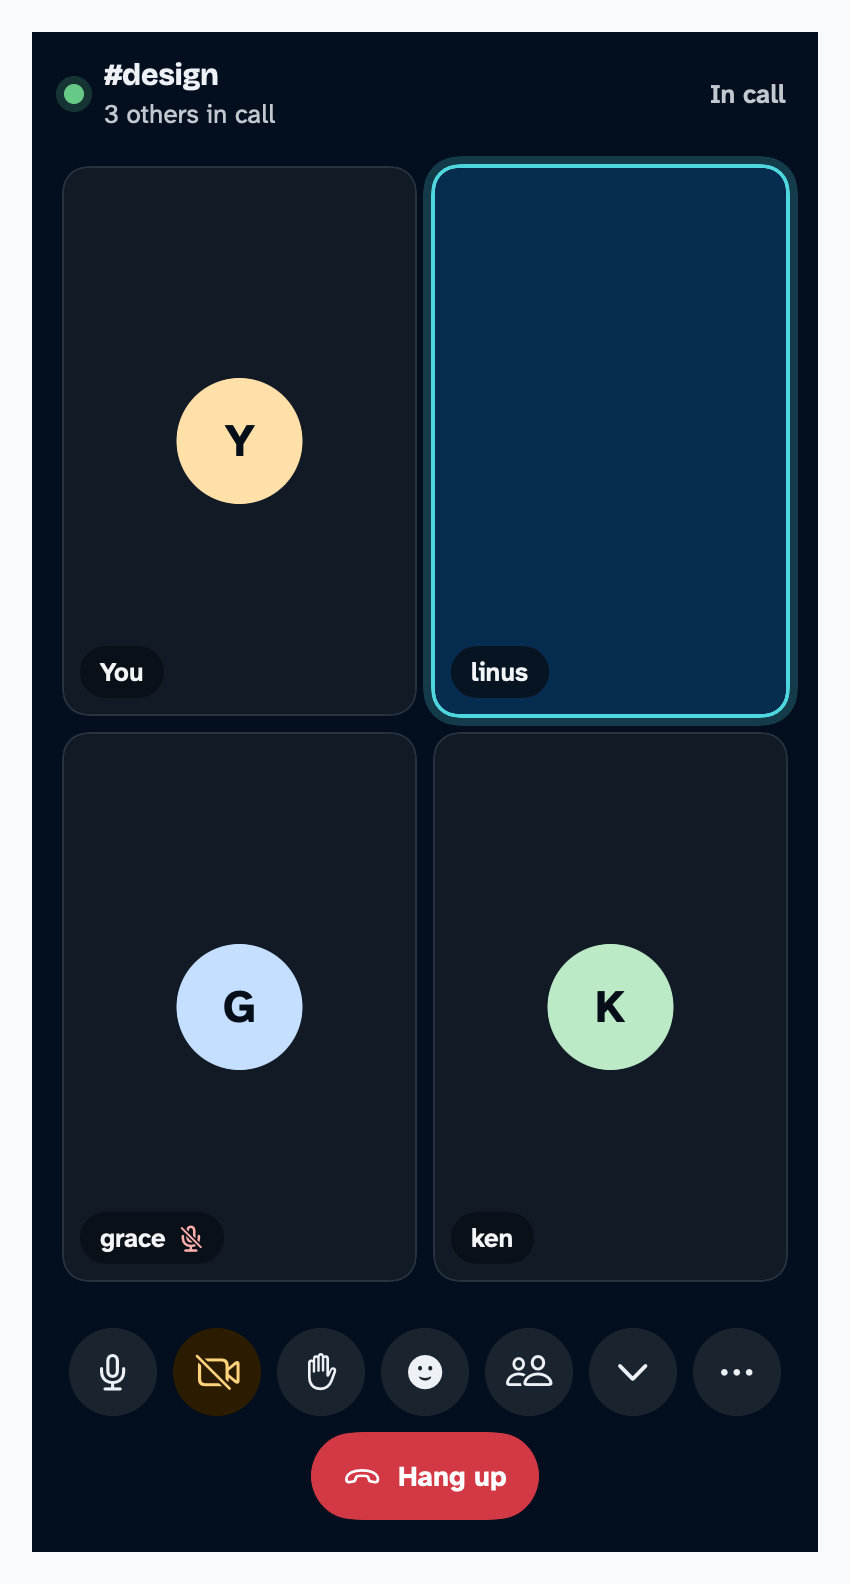 #design
3 others in call
In call
Y
You
linus
G
grace
K
ken
Hang up